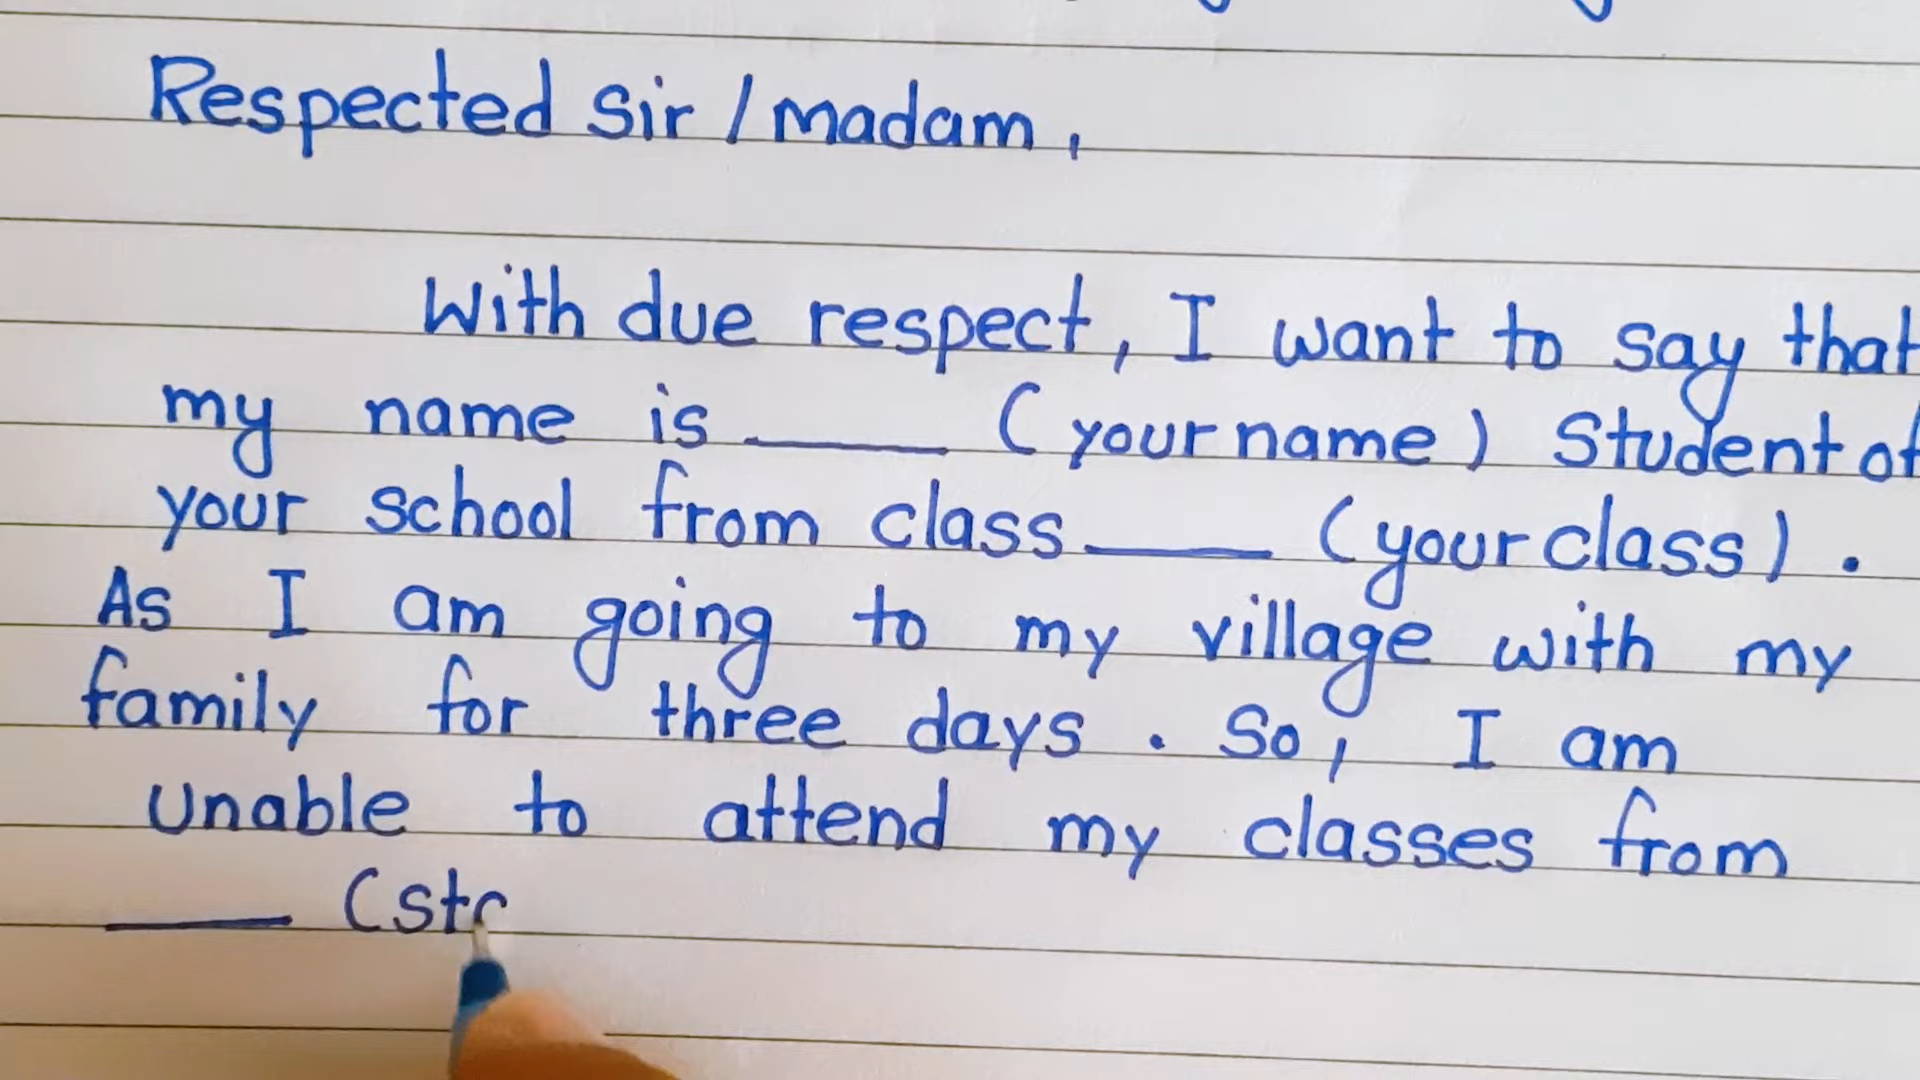 Respected Sir / madam,
With due respect, I want to say that
my name is ____ (your name) Student of
your school from class ____ (your class).
As I am going to my village with my
family for three days. So, I am
unable to attend my classes from
____ (st